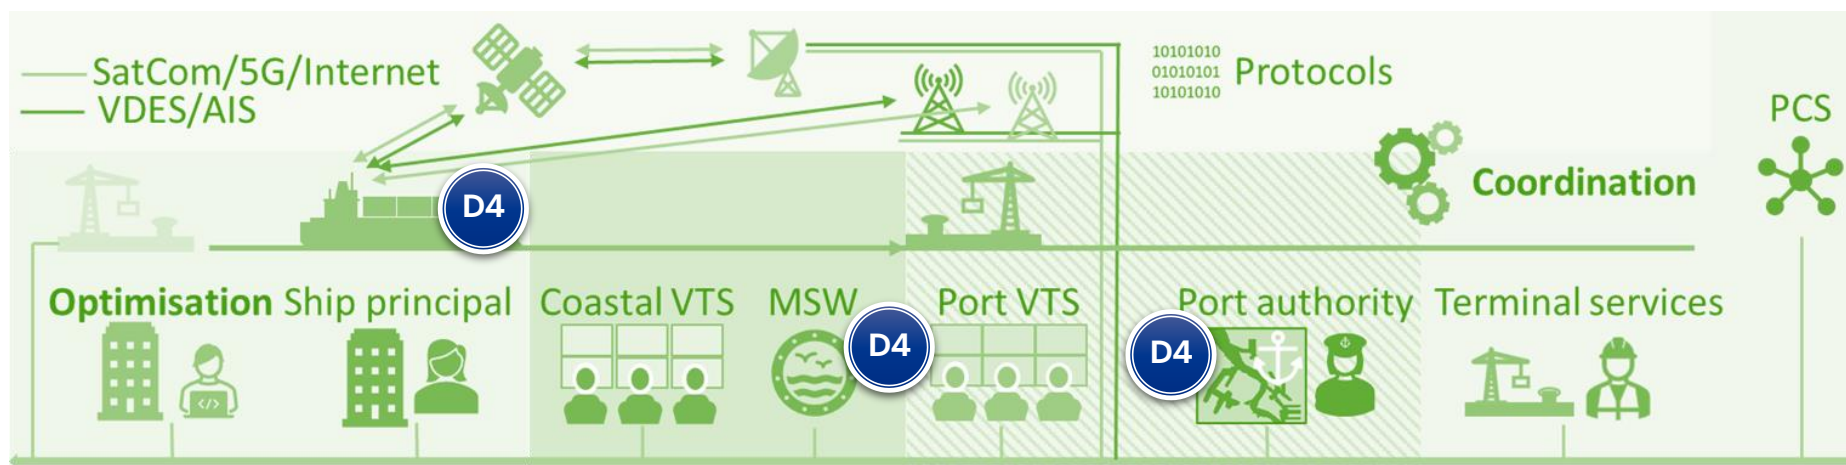 SatCom/5G/Internet
VDES/AIS
10101010
01010101
10101010
Protocols
PCS
Coordination
D4
Optimisation
Ship principal
Coastal VTS
MSW
D4
Port VTS
D4
Port authority
Terminal services
</>